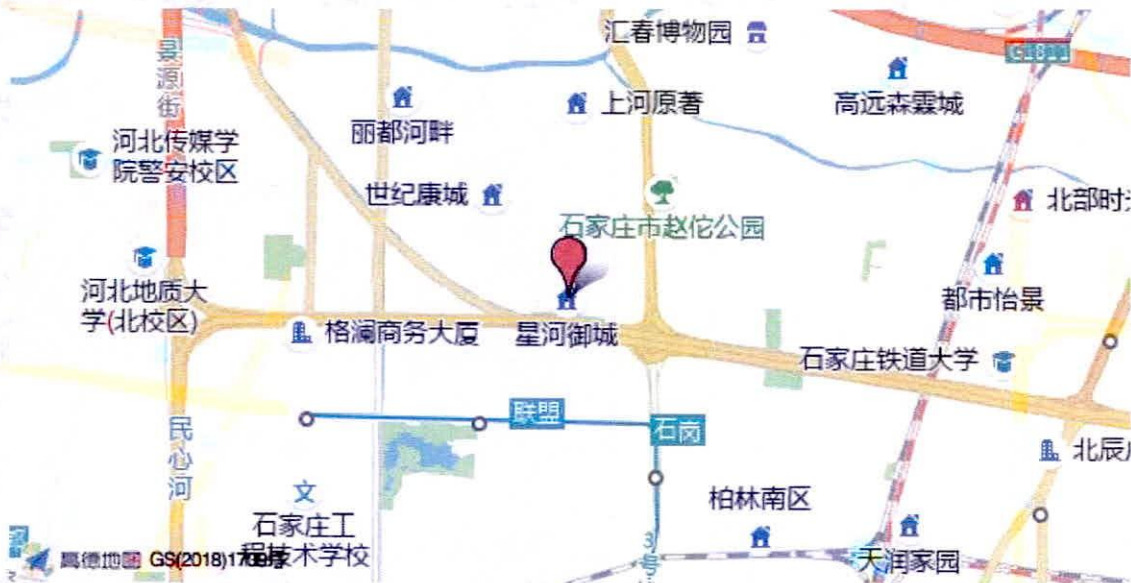 汇春博物园
景源街
上河原著
高远森霖城
丽都河畔
河北传媒学
院警安校区
世纪康城
北部时
石家庄市赵佗公园
河北地质大
学(北校区)
都市怡景
格澜商务大厦
星河御城
石家庄铁道大学
联盟
石岗
民心河
北辰
柏林南区
文
石家庄工
程技术学校
3号
天润家园
高德地图